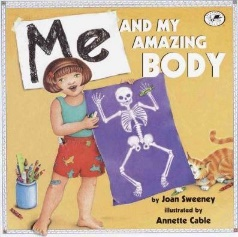 Me
AND MY
AMAZING
BODY
by Joan Sweeney
illustrated by
Annette Cable